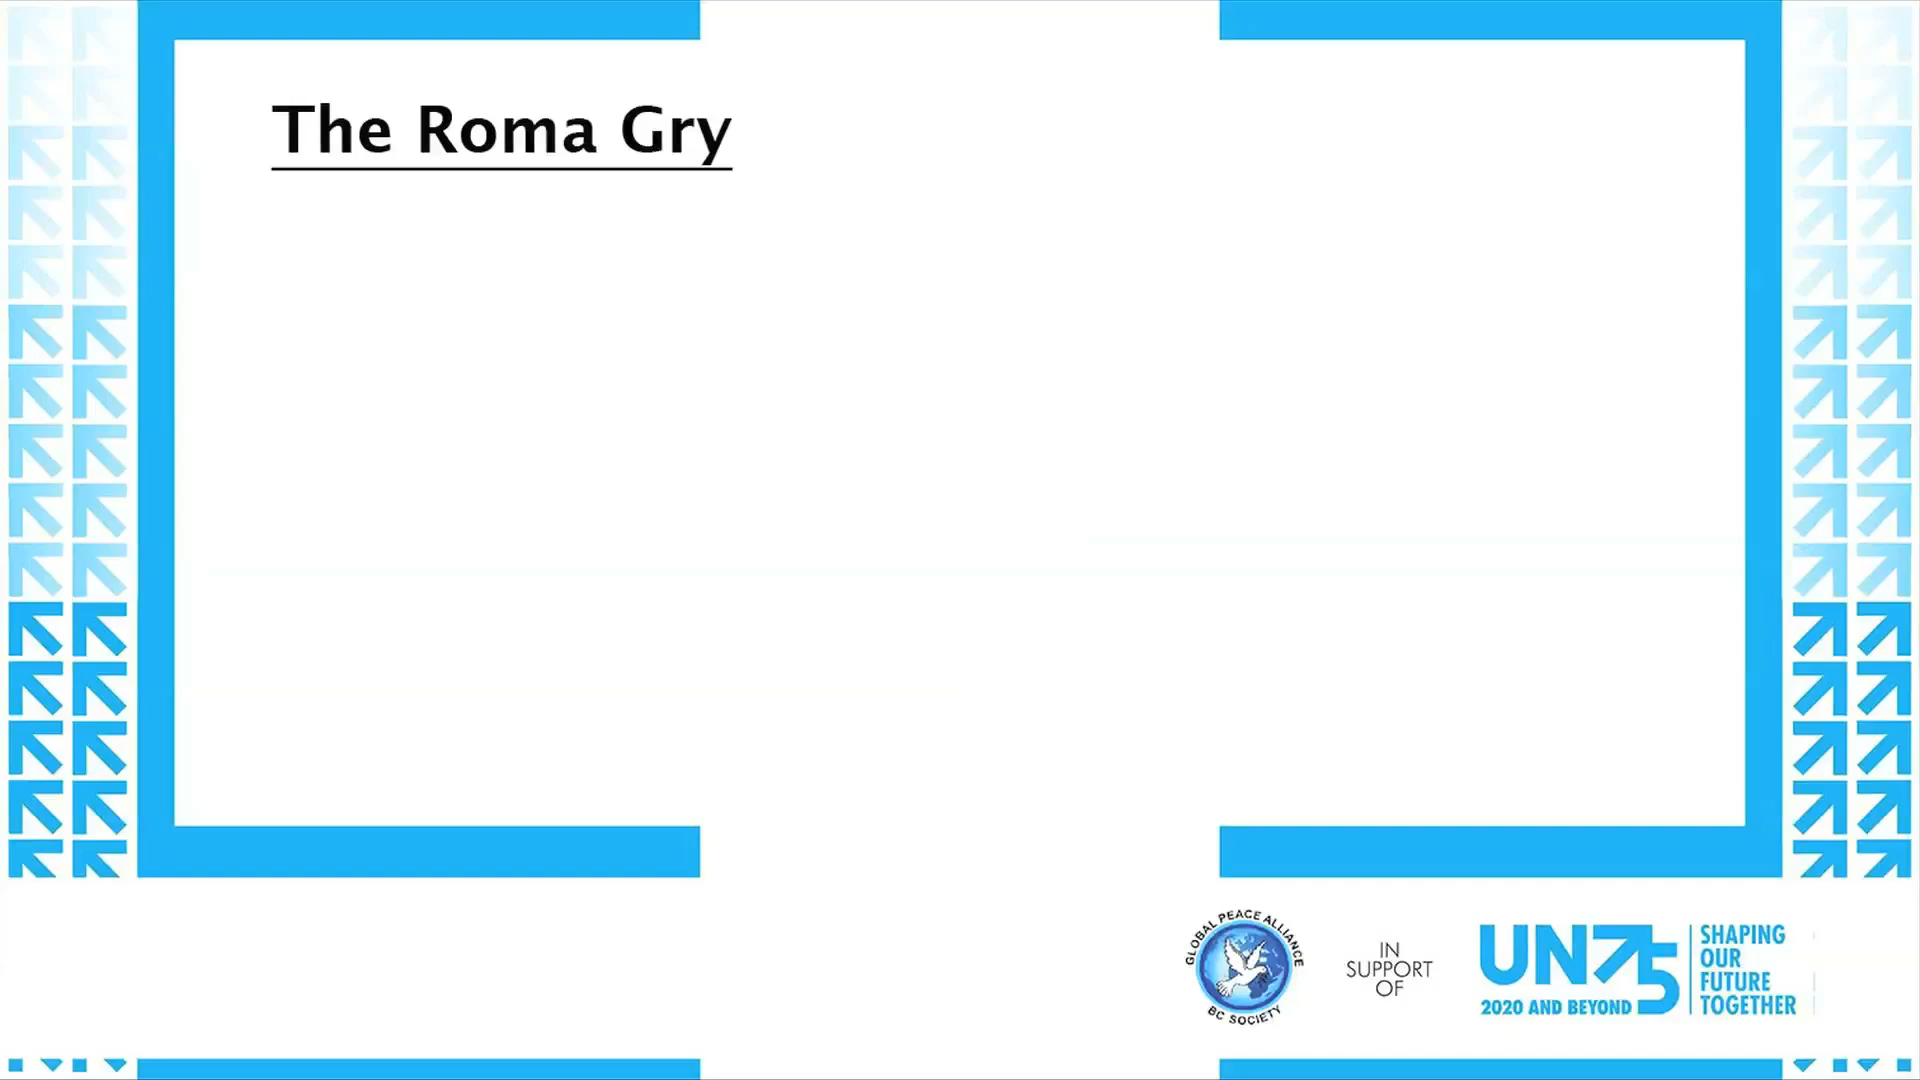 The Roma Gry
GLOBAL PEACE ALLIANCE
BC SOCIETY
IN
SUPPORT
OF
UN75
2020 AND BEYOND
SHAPING
OUR
FUTURE
TOGETHER